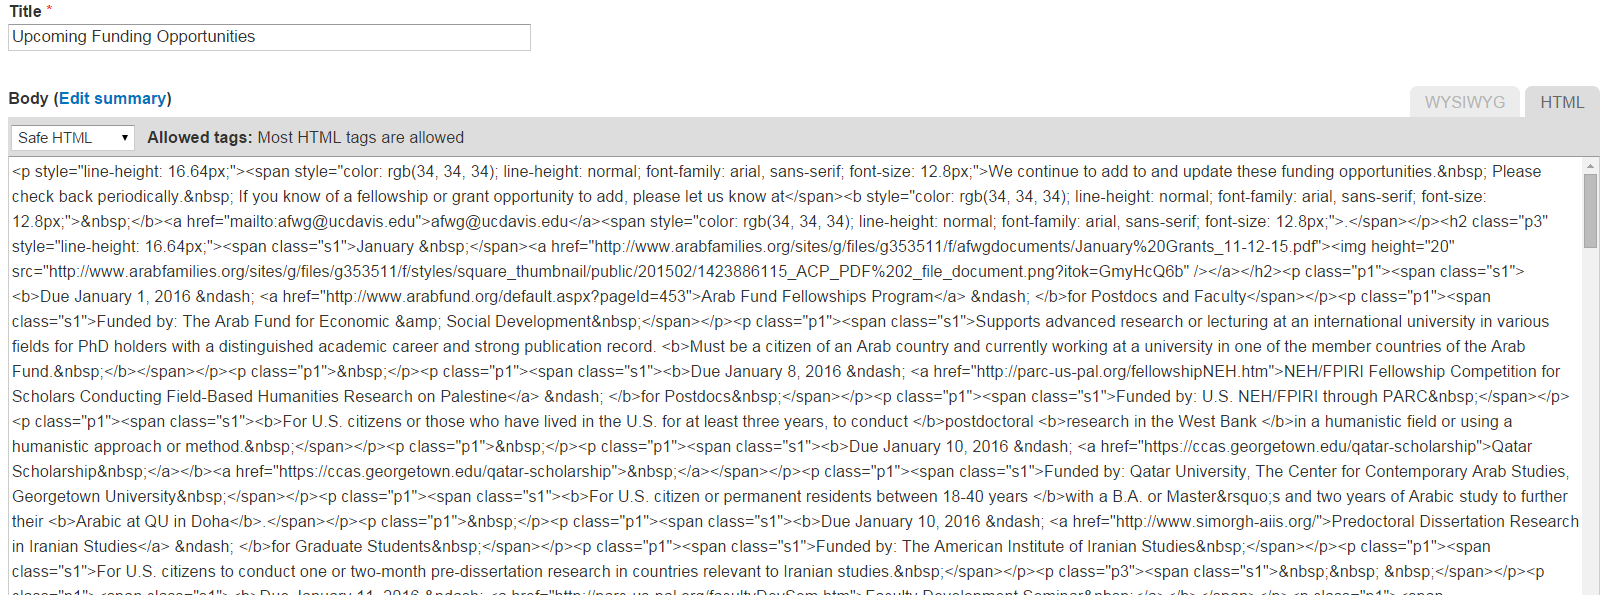 Title *
Upcoming Funding Opportunities
Body (Edit summary)
WYSIWYG
HTML
Safe HTML
Allowed tags: Most HTML tags are allowed
<p style="line-height: 16.64px;"><span style="color: rgb(34, 34, 34); line-height: normal; font-family: arial, sans-serif; font-size: 12.8px;">We continue to add to and update these funding opportunities.&nbsp; Please
check back periodically.&nbsp; If you know of a fellowship or grant opportunity to add, please let us know at</span><b style="color: rgb(34, 34, 34); line-height: normal; font-family: arial, sans-serif; font-size:
12.8px;">&nbsp;</b><a href="mailto:afwg@ucdavis.edu">afwg@ucdavis.edu</a><span style="color: rgb(34, 34, 34); line-height: normal; font-family: arial, sans-serif; font-size: 12.8px;">.</span></p><h2 class="p3"
style="line-height: 16.64px;"><span class="s1">January &nbsp;</span><a href="http://www.arabfamilies.org/sites/g/files/g353511/f/afwgdocuments/January%20Grants_11-12-15.pdf"><img height="20"
src="http://www.arabfamilies.org/sites/g/files/g353511/f/styles/square_thumbnail/public/201502/1423886115_ACP_PDF%202_file_document.png?itok=GmyHcQ6b" /></a></h2><p class="p1"><span class="s1">
<b>Due January 1, 2016 &ndash; <a href="http://www.arabfund.org/default.aspx?pageId=453">Arab Fund Fellowships Program</a> &ndash; </b>for Postdocs and Faculty</span></p><p class="p1"><span
class="s1">Funded by: The Arab Fund for Economic &amp; Social Development&nbsp;</span></p><p class="p1"><span class="s1">Supports advanced research or lecturing at an international university in various
fields for PhD holders with a distinguished academic career and strong publication record. <b>Must be a citizen of an Arab country and currently working at a university in one of the member countries of the Arab
Fund.&nbsp;</b></span></p><p class="p1">&nbsp;</p><p class="p1"><span class="s1"><b>Due January 8, 2016 &ndash; <a href="http://parc-us-pal.org/fellowshipNEH.htm">NEH/FPIRI Fellowship Competition for
Scholars Conducting Field-Based Humanities Research on Palestine</a> &ndash; </b>for Postdocs&nbsp;</span></p><p class="p1"><span class="s1">Funded by: U.S. NEH/FPIRI through PARC&nbsp;</span></p>
<p class="p1"><span class="s1"><b>For U.S. citizens or those who have lived in the U.S. for at least three years, to conduct </b>postdoctoral <b>research in the West Bank </b>in a humanistic field or using a
humanistic approach or method.&nbsp;</span></p><p class="p1">&nbsp;</p><p class="p1"><span class="s1"><b>Due January 10, 2016 &ndash; <a href="https://ccas.georgetown.edu/qatar-scholarship">Qatar
Scholarship&nbsp;</a></b><a href="https://ccas.georgetown.edu/qatar-scholarship">&nbsp;</a></span></p><p class="p1"><span class="s1">Funded by: Qatar University, The Center for Contemporary Arab Studies,
Georgetown University&nbsp;</span></p><p class="p1"><span class="s1"><b>For U.S. citizen or permanent residents between 18-40 years </b>with a B.A. or Master&rsquo;s and two years of Arabic study to further
their <b>Arabic at QU in Doha</b>.</span></p><p class="p1">&nbsp;</p><p class="p1"><span class="s1"><b>Due January 10, 2016 &ndash; <a href="http://www.simorgh-aiis.org/">Predoctoral Dissertation Research
in Iranian Studies</a> &ndash; </b>for Graduate Students&nbsp;</span></p><p class="p1"><span class="s1">Funded by: The American Institute of Iranian Studies&nbsp;</span></p><p class="p1"><span
class="s1">For U.S. citizens to conduct one or two-month pre-dissertation research in countries relevant to Iranian studies.&nbsp;</span></p><p class="p3"><span class="s1">&nbsp;&nbsp; &nbsp;</span></p><p
class="p1"><span class="s1"><b>Due January 11, 2016 &ndash; <a href="http://parc-us-pal.org/facultyDevSem.htm">Faculty Development Seminar&nbsp;</a></b></span></p><p class="p1"><span